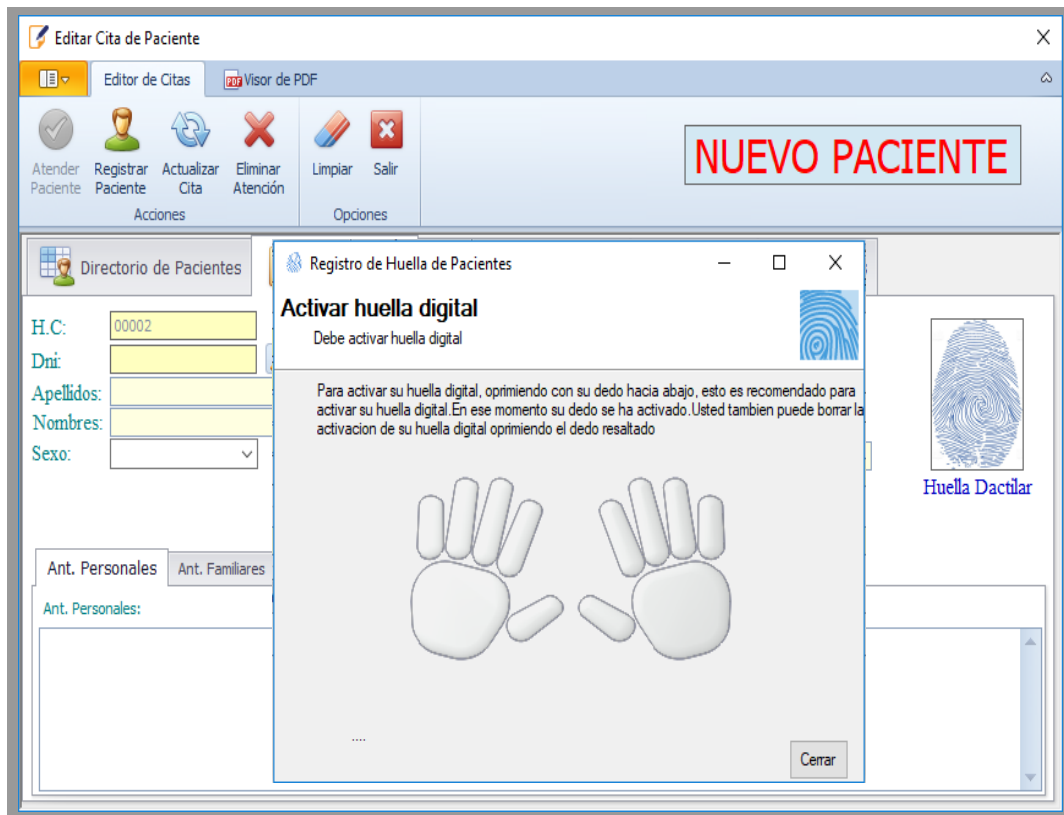 Editar Cita de Paciente
Editor de Citas
PDF Visor de PDF
Atender Paciente
Registrar Paciente
Actualizar Cita
Eliminar Atención
Limpiar
Salir
Acciones
Opciones
NUEVO PACIENTE
Directorio de Pacientes
H.C:
00002
Dni:
Apellidos:
Nombres:
Sexo:
Huella Dactilar
Ant. Personales
Ant. Familiares
Ant. Personales:
Registro de Huella de Pacientes
Activar huella digital
Debe activar huella digital
Para activar su huella digital, oprimiendo con su dedo hacia abajo, esto es recomendado para
activar su huella digital.En ese momento su dedo se ha activado.Usted tambien puede borrar la
activacion de su huella digital oprimiendo el dedo resaltado
....
Cerrar